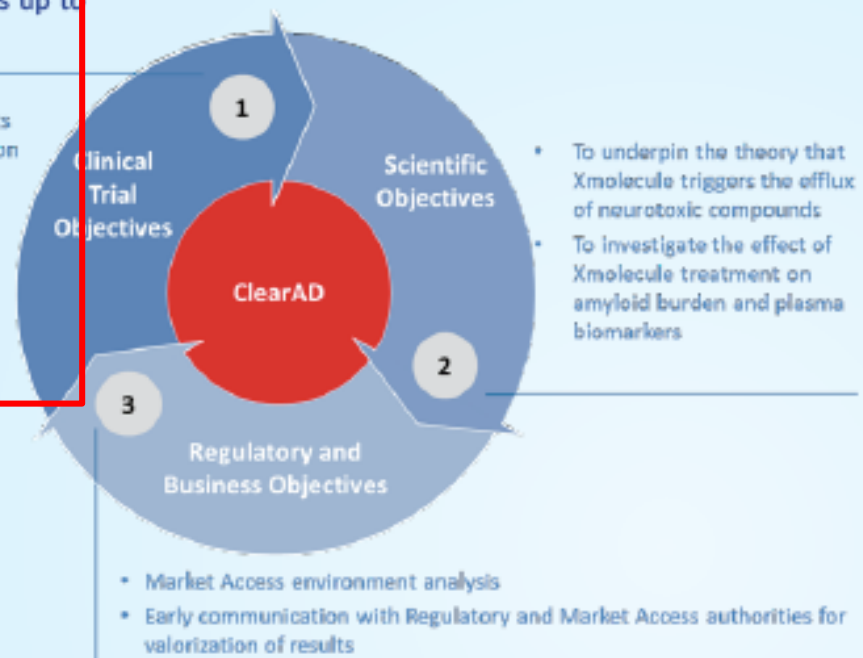 s up to
1
Clinical
Trial
Objectives
Scientific
Objectives
• To underpin the theory that
Xmolecule triggers the efflux
of neurotoxic compounds
• To investigate the effect of
Xmolecule treatment on
amyloid burden and plasma
biomarkers
ClearAD
2
3
Regulatory and
Business Objectives
• Market Access environment analysis
• Early communication with Regulatory and Market Access authorities for
valorization of results